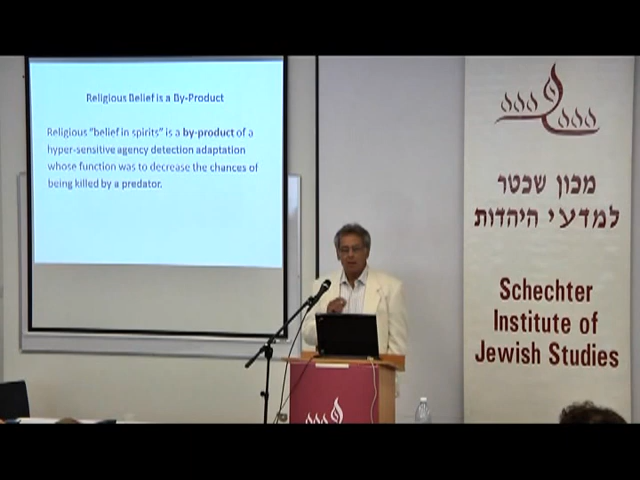 Religious Belief is a By-Product
Religious "belief in spirits" is a by-product of a
hyper-sensitive agency detection adaptation
whose function was to decrease the chances of
being killed by a predator.
מכון שכטר
למדעי היהדות
Schechter
Institute of
Jewish Studies